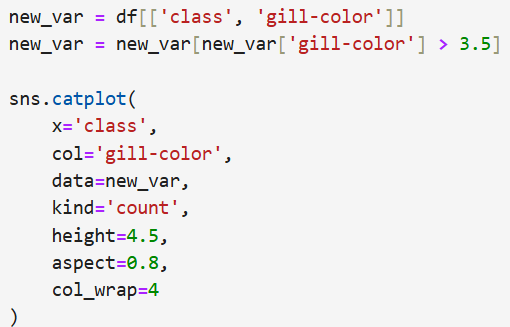 new_var = df[['class', 'gill-color']]
new_var = new_var[new_var['gill-color'] > 3.5]

sns.catplot(
    x='class',
    col='gill-color',
    data=new_var,
    kind='count',
    height=4.5,
    aspect=0.8,
    col_wrap=4
)